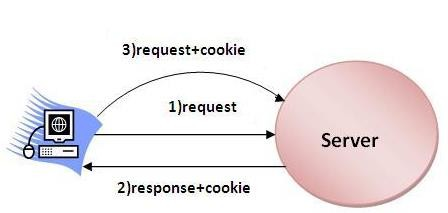 3)request+cookie
1)request
Server
2)response+cookie